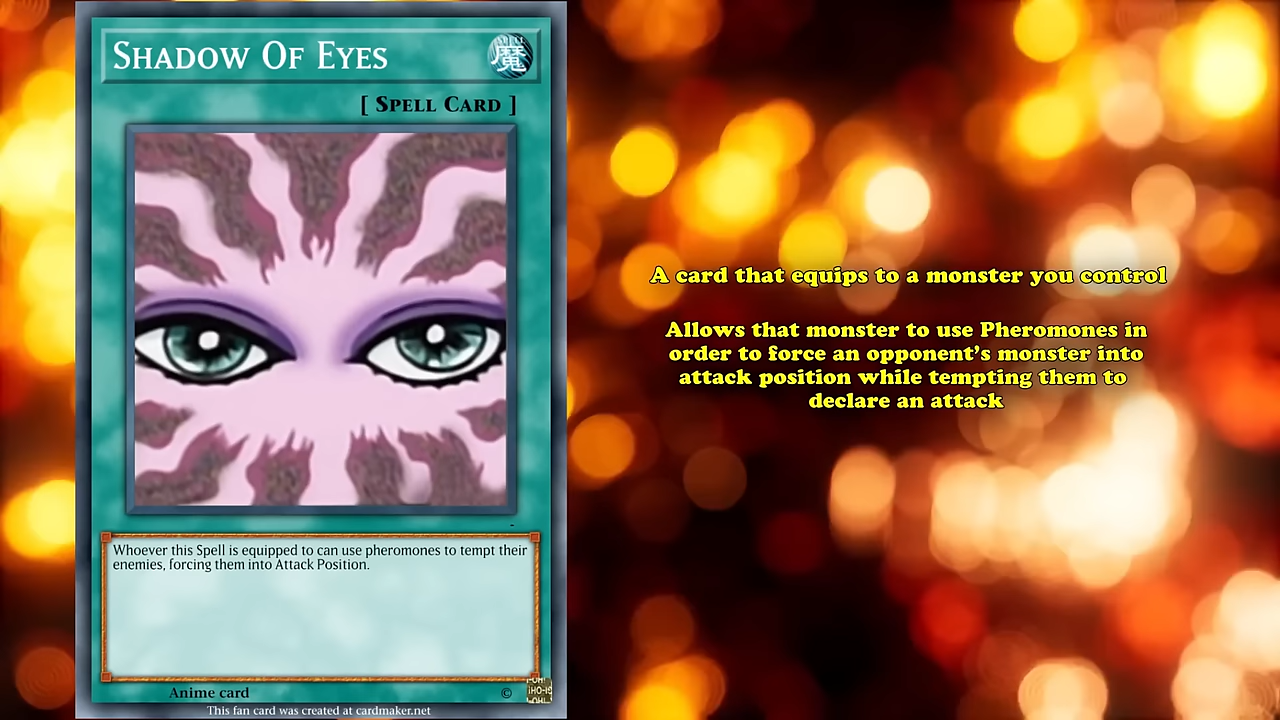 Shadow Of Eyes
魔
[ Spell Card ]
-
Whoever this Spell is equipped to can use pheromones to tempt their
enemies, forcing them into Attack Position.
Anime card
©
This fan card was created at cardmaker.net
A card that equips to a monster you control
Allows that monster to use Pheromones in
order to force an opponent's monster into
attack position while tempting them to
declare an attack